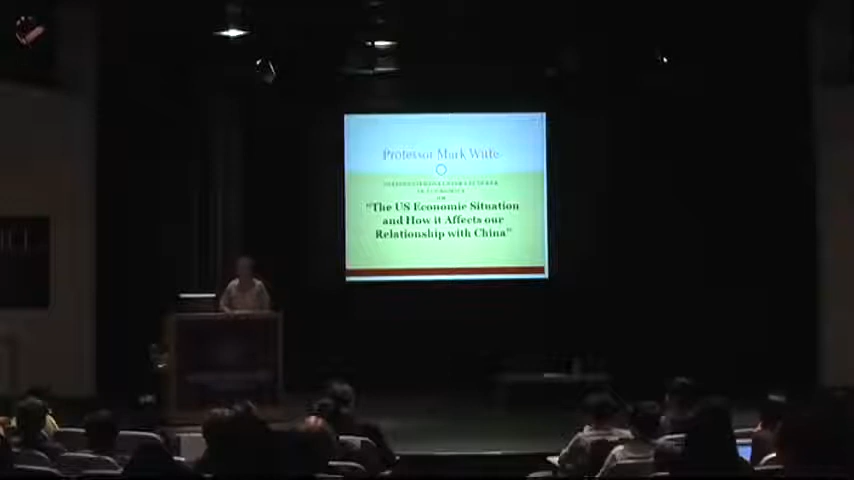 Professor Mark Witte
"The US Economic Situation
and How it Affects our
Relationship with China"